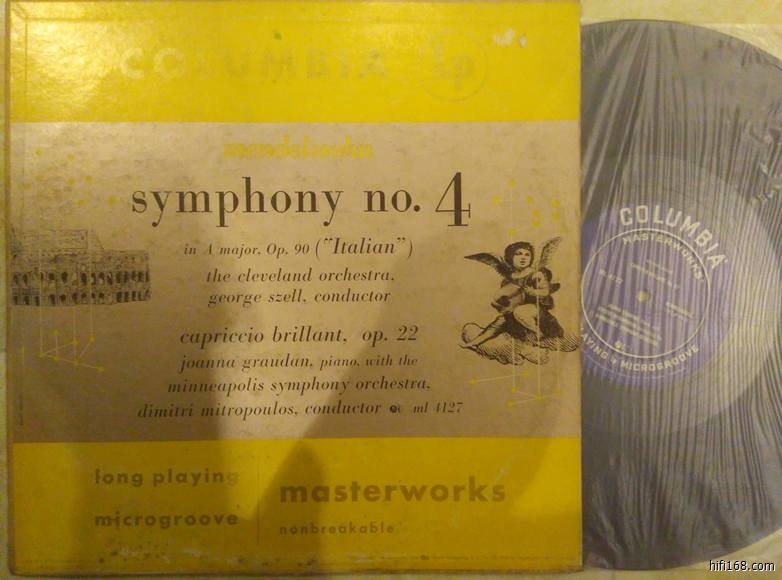 COLUMBIA Lp
mendelssohn
symphony no. 4
in A major, Op. 90 ("Italian")
the cleveland orchestra,
george szell, conductor
capriccio brillant, op. 22
joanna graudan, piano, with the
minneapolis symphony orchestra,
dimitri mitropoulos, conductor ml 4127
long playing
microgroove
masterworks
nonbreakable
COLUMBIA
MASTERWORKS
PLAYING MICROGROOVE
hifi168.com